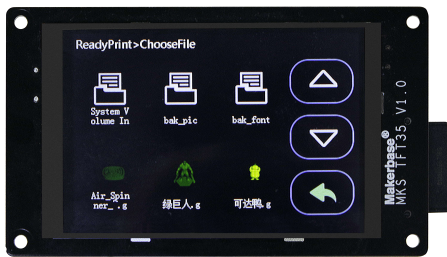 ReadyPrint>ChooseFile
System V
olume In
bak_pic
bak_font
Air_Spin
ner_ .g
绿巨人.g
可达鸭.g
Makerbase®
MKS TFT35 V1.0